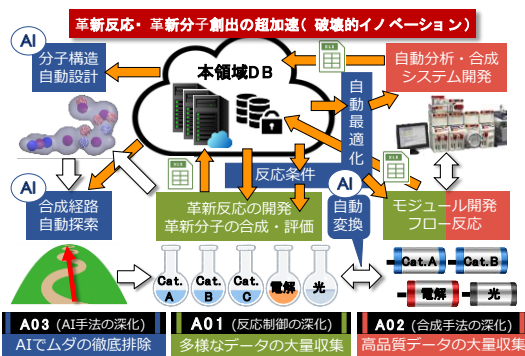 革新反応・革新分子創出の超加速(破壊的イノベーション)
AI
分子構造
自動設計
本領域DB
XLS
自動分析・合成
システム開発
自動最適化
反応条件
XLS
XLS
AI
合成経路
自動探索
革新反応の開発
革新分子の合成・評価
AI
自動
変換
モジュール開発
フロー反応
Cat.
A
Cat.
B
Cat.
C
電解
光
Cat.A
Cat.B
電解
光
A03 (AI手法の深化)
AIでムダの徹底排除
A01 (反応制御の深化)
多様なデータの大量収集
A02 (合成手法の深化)
高品質データの大量収集